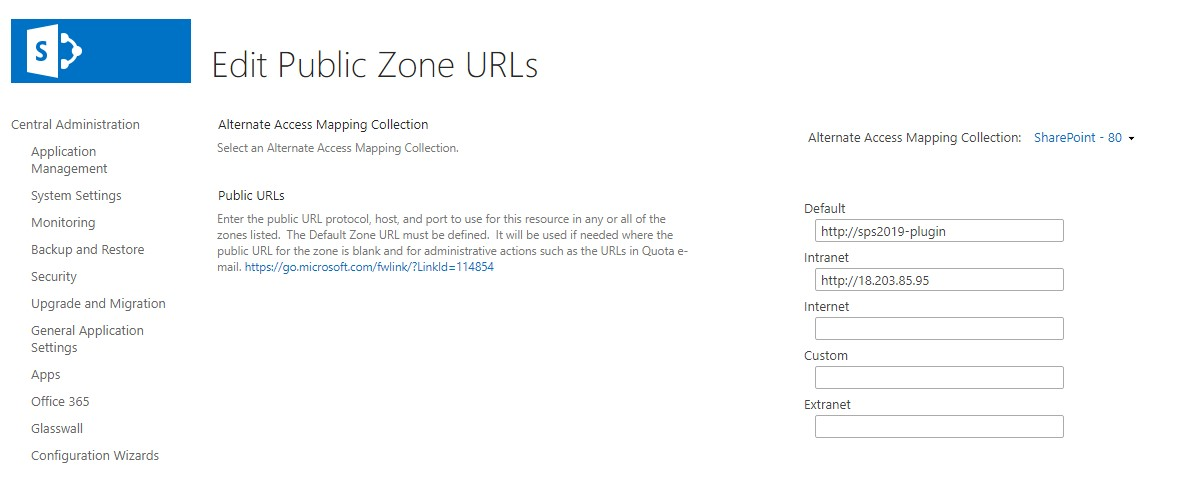 S
Edit Public Zone URLs
Central Administration
Application
Management
System Settings
Monitoring
Backup and Restore
Security
Upgrade and Migration
General Application
Settings
Apps
Office 365
Glasswall
Configuration Wizards
Alternate Access Mapping Collection
Select an Alternate Access Mapping Collection.
Alternate Access Mapping Collection: SharePoint - 80
Public URLs
Enter the public URL protocol, host, and port to use for this resource in any or all of the
zones listed. The Default Zone URL must be defined. It will be used if needed where the
public URL for the zone is blank and for administrative actions such as the URLs in Quota e-
mail. https://go.microsoft.com/fwlink/?LinkId=114854
Default
http://sps2019-plugin
Intranet
http://18.203.85.95
Internet
Custom
Extranet